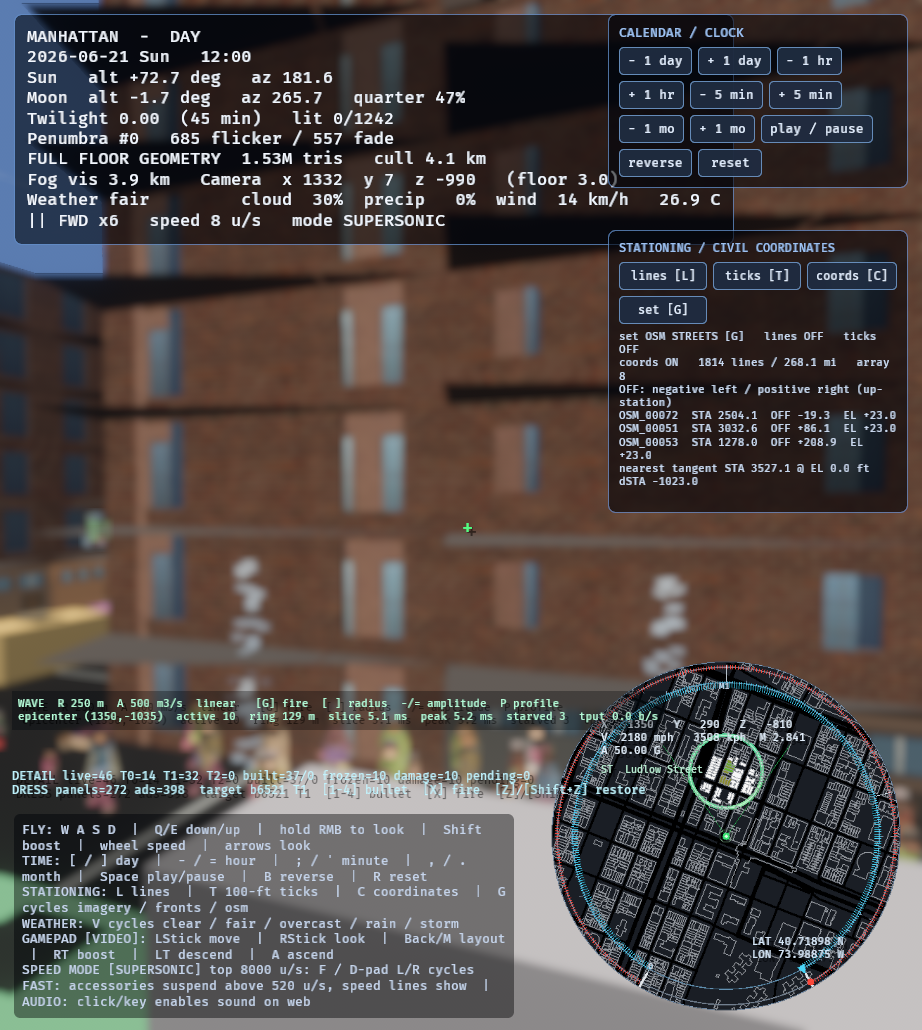 MANHATTAN  -  DAY
2026-06-21 Sun   12:00
Sun   alt +72.7 deg   az 181.6
Moon  alt -1.7 deg   az 265.7   quarter 47%
Twilight 0.00  (45 min)   lit 0/1242
Penumbra #0   685 flicker / 557 fade
FULL FLOOR GEOMETRY  1.53M tris   cull 4.1 km
Fog vis 3.9 km   Camera  x 1332  y 7  z -990   (floor 3.0)
Weather fair         cloud  30%  precip   0%  wind  14 km/h   26.9 C
|| FWD x6   speed 8 u/s   mode SUPERSONIC
CALENDAR / CLOCK
- 1 day  + 1 day  - 1 hr
+ 1 hr  - 5 min  + 5 min
- 1 mo  + 1 mo  play / pause
reverse  reset
STATIONING / CIVIL COORDINATES
lines [L]  ticks [T]  coords [C]
set [G]
set OSM STREETS [G]   lines OFF   ticks
OFF
coords ON   1814 lines / 268.1 mi   array
8
OFF: negative left / positive right (up-
station)
OSM_00072  STA 2504.1  OFF -19.3  EL +23.0
OSM_00051  STA 3032.6  OFF +86.1  EL +23.0
OSM_00053  STA 1278.0  OFF +208.9  EL
+23.0
nearest tangent STA 3527.1 @ EL 0.0 ft
dSTA -1023.0
WAVE  R 250 m  A 500 m3/s  linear   [G] fire  [ ] radius  -/= amplitude  P profile
epicenter (1350,-1035)  active 10  ring 129 m  slice 5.1 ms  peak 5.2 ms  starved 3  tput 0.0 b/s
DETAIL live=46 T0=14 T1=32 T2=0 built=37/0 frozen=10 damage=10 pending=0
DRESS panels=272 ads=398  target b6521 T1  [1-4] bullet  [X] fire  [Z]/[Shift+Z] restore
FLY: W A S D  |  Q/E down/up  |  hold RMB to look  |  Shift
boost  |  wheel speed  |  arrows look
TIME: [ / ] day  |  - / = hour  |  ; / ' minute  |  , / .
month  |  Space play/pause  |  B reverse  |  R reset
STATIONING: L lines  |  T 100-ft ticks  |  C coordinates  |  G
cycles imagery / fronts / osm
WEATHER: V cycles clear / fair / overcast / rain / storm
GAMEPAD [VIDEO]: LStick move  |  RStick look  |  Back/M layout
|  RT boost  |  LT descend  |  A ascend
SPEED MODE [SUPERSONIC] top 8000 u/s: F / D-pad L/R cycles
FAST: accessories suspend above 520 u/s, speed lines show  |
AUDIO: click/key enables sound on web
1350  Y  290  Z  -810
V  2180 mph  3508 kph  M 2.841
A 50.00 G
ST  Ludlow Street
LAT 40.71898 N
LON 73.98875 W